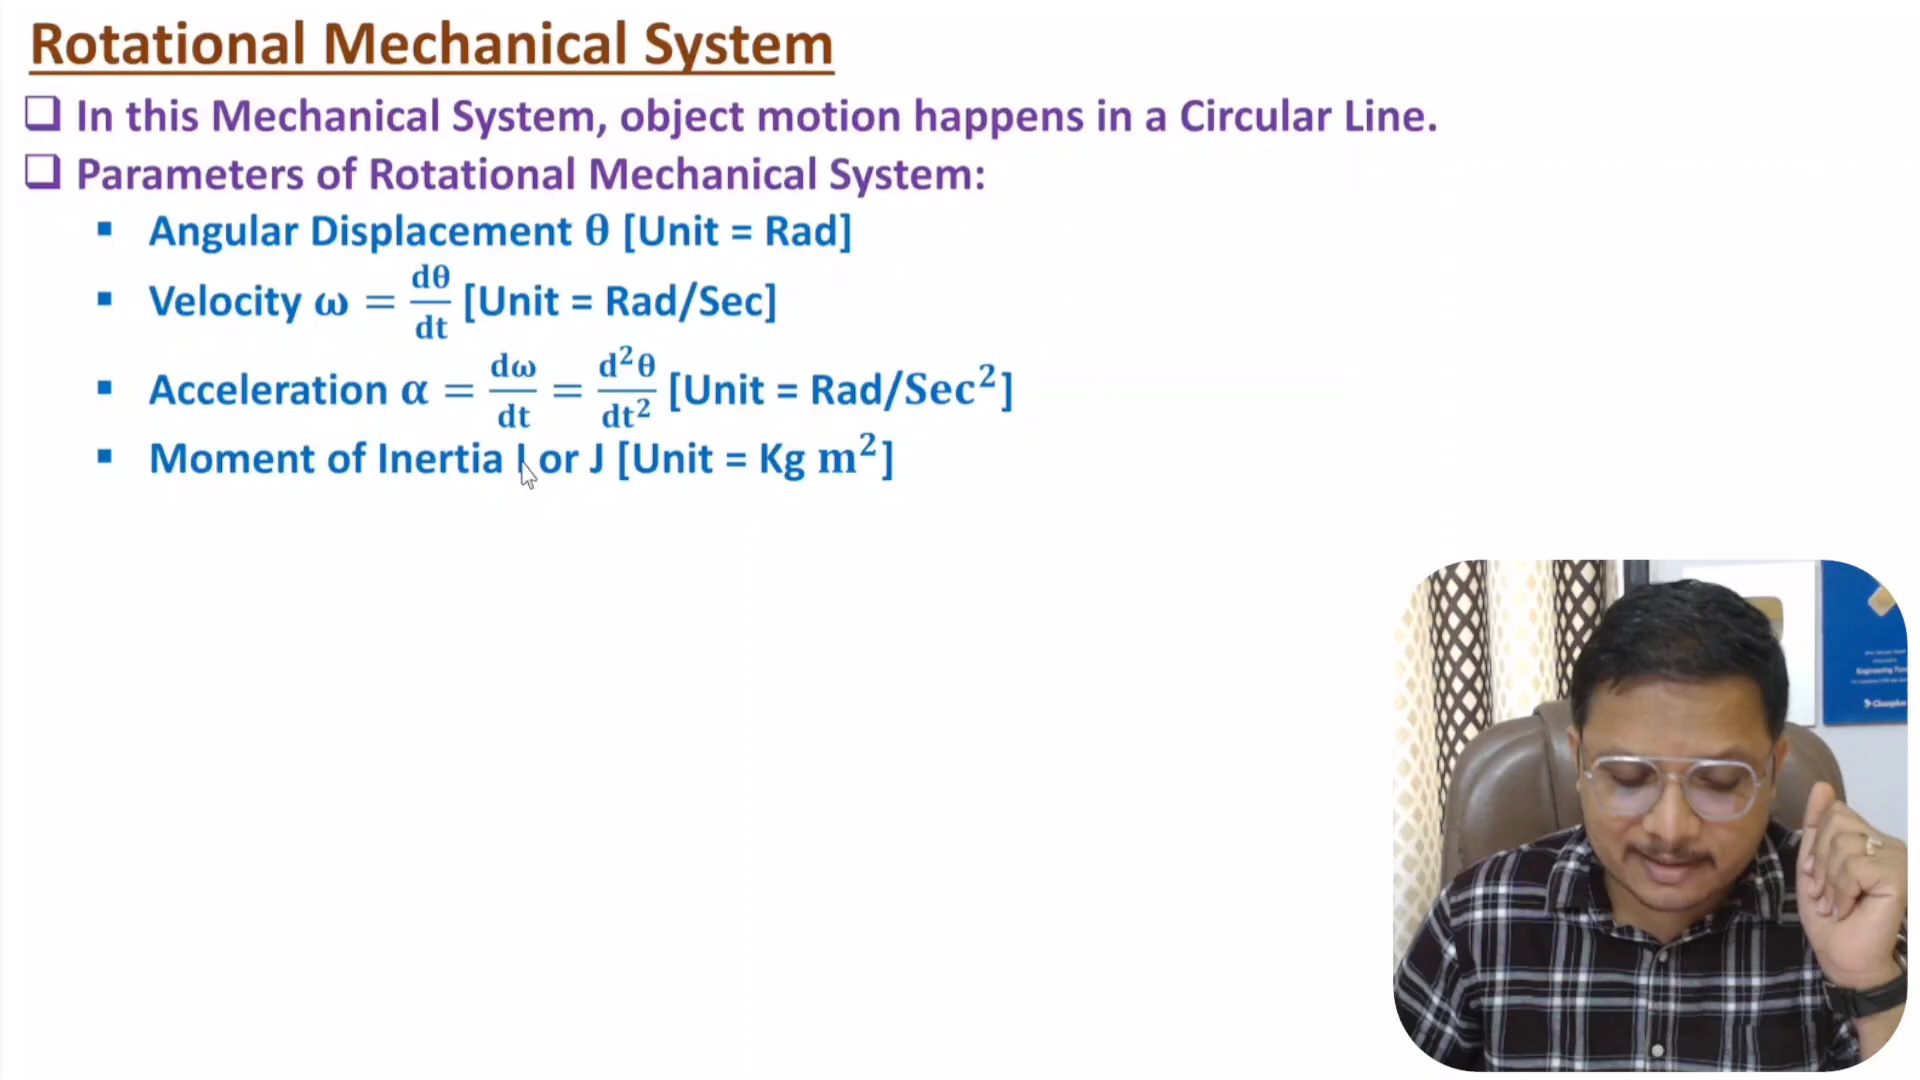 Rotational Mechanical System
❑ In this Mechanical System, object motion happens in a Circular Line.
❑ Parameters of Rotational Mechanical System:
▪ Angular Displacement θ [Unit = Rad]
▪ Velocity ω = dθ/dt [Unit = Rad/Sec]
▪ Acceleration α = dω/dt = d²θ/dt² [Unit = Rad/Sec²]
▪ Moment of Inertia I or J [Unit = Kg m²]
Classplus